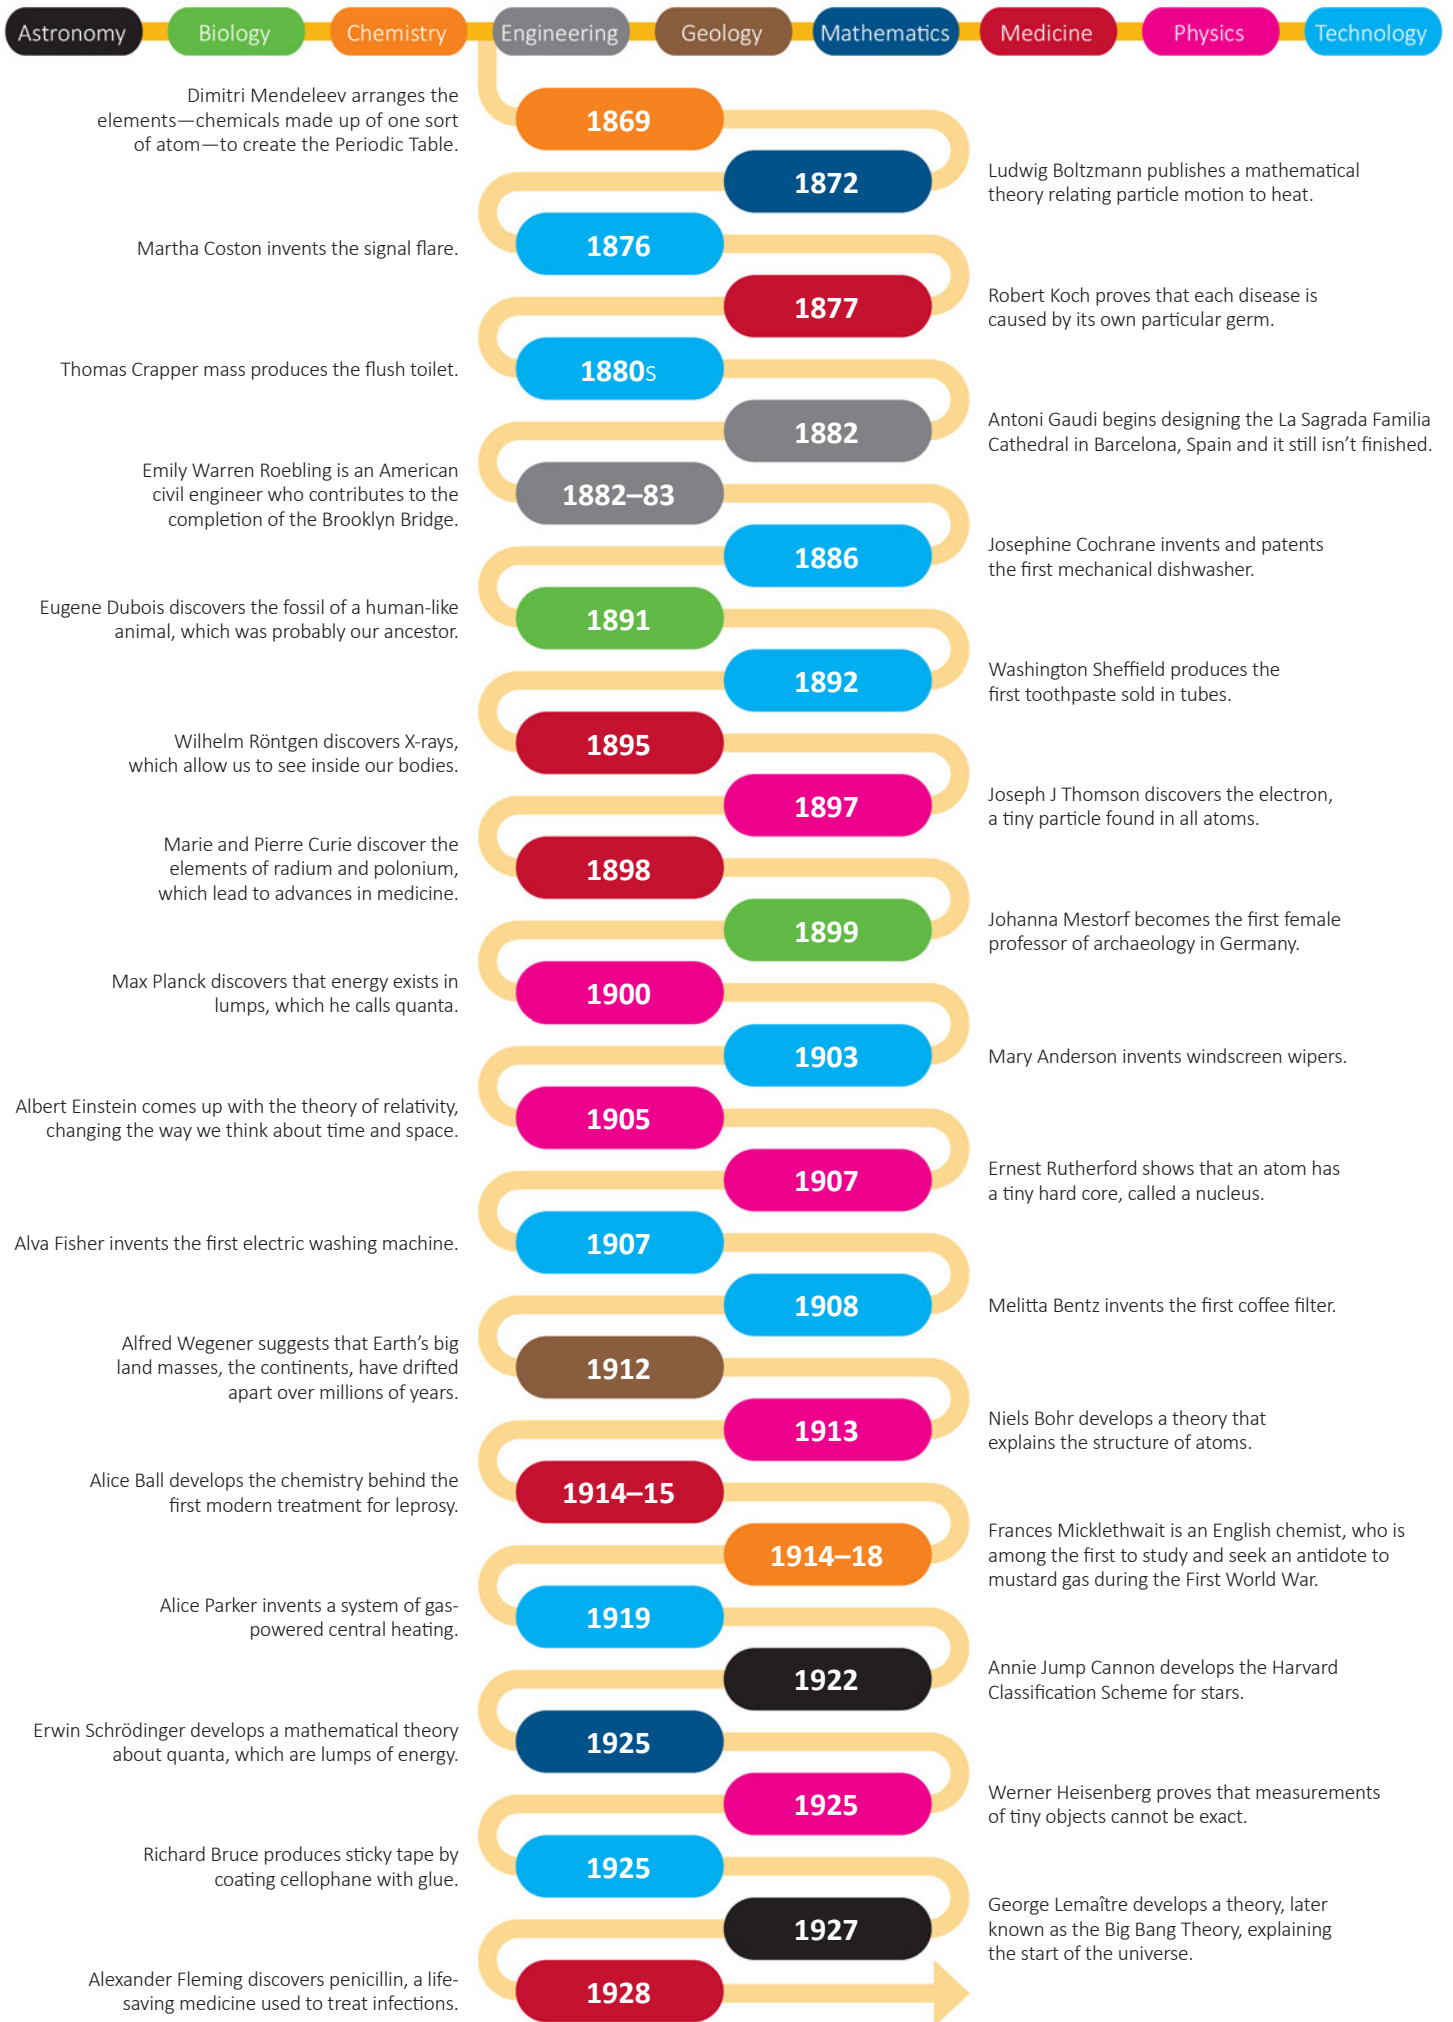 Astronomy Biology Chemistry Engineering Geology Mathematics Medicine Physics Technology
Dimitri Mendeleev arranges the
elements—chemicals made up of one sort
of atom—to create the Periodic Table.
1869
1872
Ludwig Boltzmann publishes a mathematical
theory relating particle motion to heat.
Martha Coston invents the signal flare.
1876
1877
Robert Koch proves that each disease is
caused by its own particular germ.
Thomas Crapper mass produces the flush toilet.
1880s
1882
Antoni Gaudi begins designing the La Sagrada Familia
Cathedral in Barcelona, Spain and it still isn’t finished.
Emily Warren Roebling is an American
civil engineer who contributes to the
completion of the Brooklyn Bridge.
1882–83
1886
Josephine Cochrane invents and patents
the first mechanical dishwasher.
Eugene Dubois discovers the fossil of a human-like
animal, which was probably our ancestor.
1891
1892
Washington Sheffield produces the
first toothpaste sold in tubes.
Wilhelm Röntgen discovers X-rays,
which allow us to see inside our bodies.
1895
1897
Joseph J Thomson discovers the electron,
a tiny particle found in all atoms.
Marie and Pierre Curie discover the
elements of radium and polonium,
which lead to advances in medicine.
1898
1899
Johanna Mestorf becomes the first female
professor of archaeology in Germany.
Max Planck discovers that energy exists in
lumps, which he calls quanta.
1900
1903
Mary Anderson invents windscreen wipers.
Albert Einstein comes up with the theory of relativity,
changing the way we think about time and space.
1905
1907
Ernest Rutherford shows that an atom has
a tiny hard core, called a nucleus.
Alva Fisher invents the first electric washing machine.
1907
1908
Melitta Bentz invents the first coffee filter.
Alfred Wegener suggests that Earth’s big
land masses, the continents, have drifted
apart over millions of years.
1912
1913
Niels Bohr develops a theory that
explains the structure of atoms.
Alice Ball develops the chemistry behind the
first modern treatment for leprosy.
1914–15
1914–18
Frances Micklethwait is an English chemist, who is
among the first to study and seek an antidote to
mustard gas during the First World War.
Alice Parker invents a system of gas-
powered central heating.
1919
1922
Annie Jump Cannon develops the Harvard
Classification Scheme for stars.
Erwin Schrödinger develops a mathematical theory
about quanta, which are lumps of energy.
1925
1925
Werner Heisenberg proves that measurements
of tiny objects cannot be exact.
Richard Bruce produces sticky tape by
coating cellophane with glue.
1925
1927
George Lemaître develops a theory, later
known as the Big Bang Theory, explaining
the start of the universe.
Alexander Fleming discovers penicillin, a life-
saving medicine used to treat infections.
1928